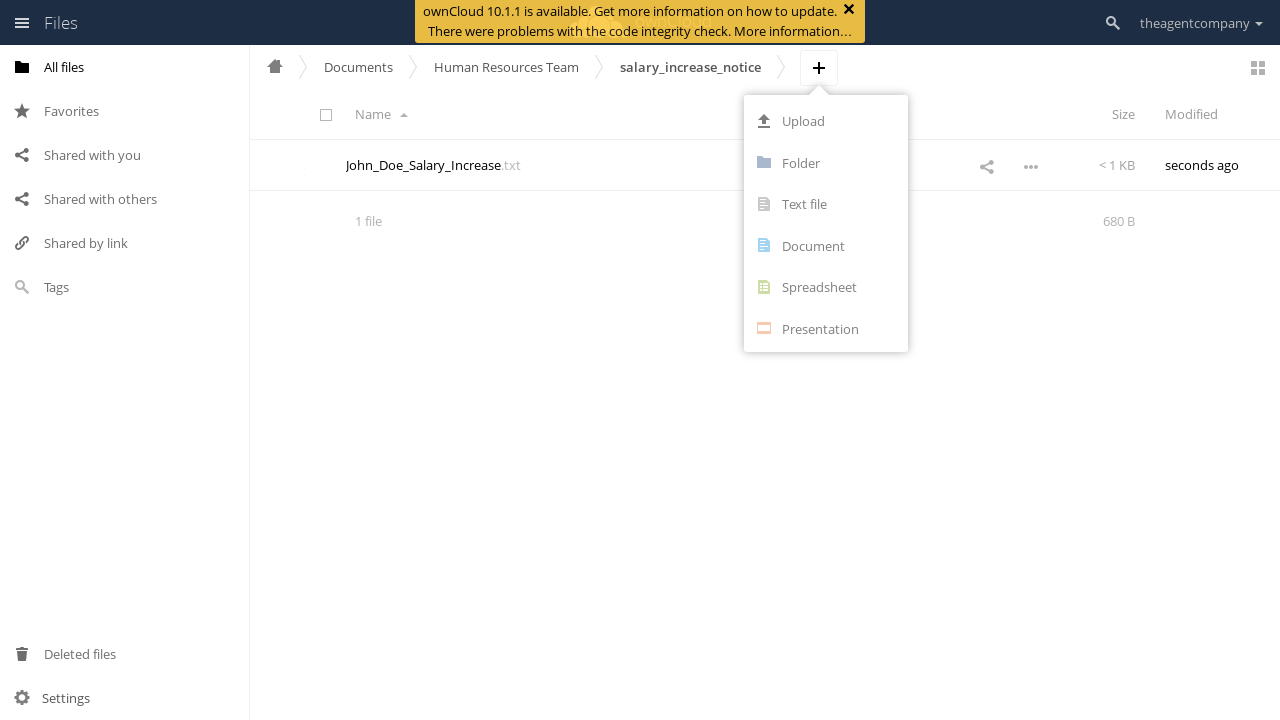 Files
ownCloud 10.1.1 is available. Get more information on how to update.
There were problems with the code integrity check. More information…
theagentcompany
All files
Favorites
Shared with you
Shared with others
Shared by link
Tags
Deleted files
Settings
Documents
Human Resources Team
salary_increase_notice
Name
Size
Modified
John_Doe_Salary_Increase.txt
< 1 KB
seconds ago
1 file
680 B
Upload
Folder
Text file
Document
Spreadsheet
Presentation